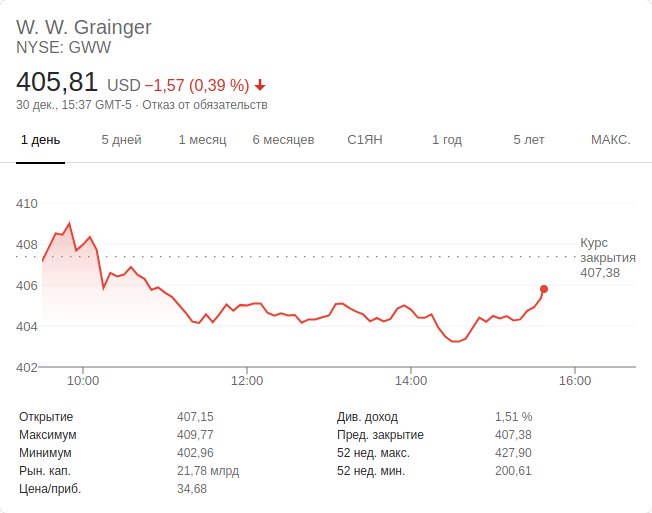 W. W. Grainger
NYSE: GWW
405,81 USD −1,57 (0,39 %)
30 дек., 15:37 GMT-5 · Отказ от обязательств
1 день 5 дней 1 месяц 6 месяцев С1ЯН 1 год 5 лет МАКС.
410
408
406
404
402
Курс
закрытия
407,38
10:00 12:00 14:00 16:00
Открытие 407,15
Максимум 409,77
Минимум 402,96
Рын. кап. 21,78 млрд
Цена/приб. 34,68
Див. доход 1,51 %
Пред. закрытие 407,38
52 нед. макс. 427,90
52 нед. мин. 200,61